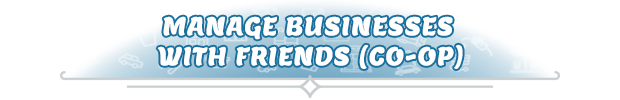 MANAGE BUSINESSES
WITH FRIENDS (CO-OP)